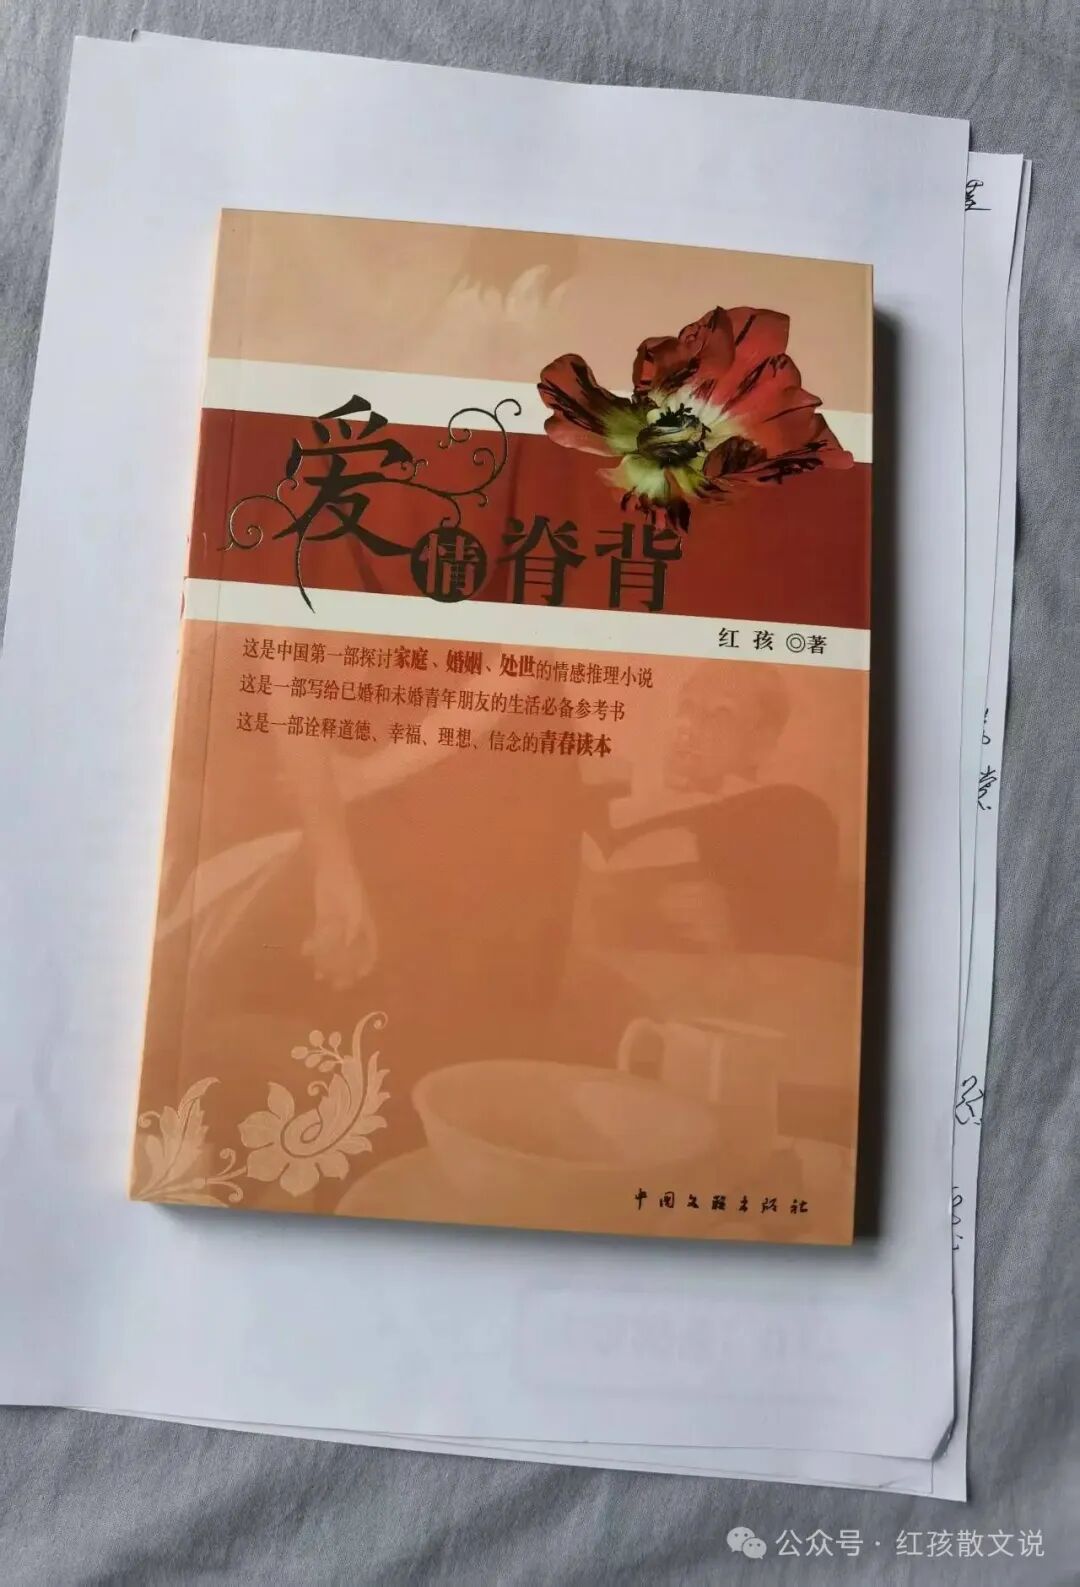 爱情脊背
红孩◎著
这是中国第一部探讨家庭、婚姻、处世的情感推理小说
这是一部写给已婚和未婚青年朋友的生活必备参考书
这是一部诠释道德、幸福、理想、信念的青春读本
中国文联出版社
公众号·红孩散文说